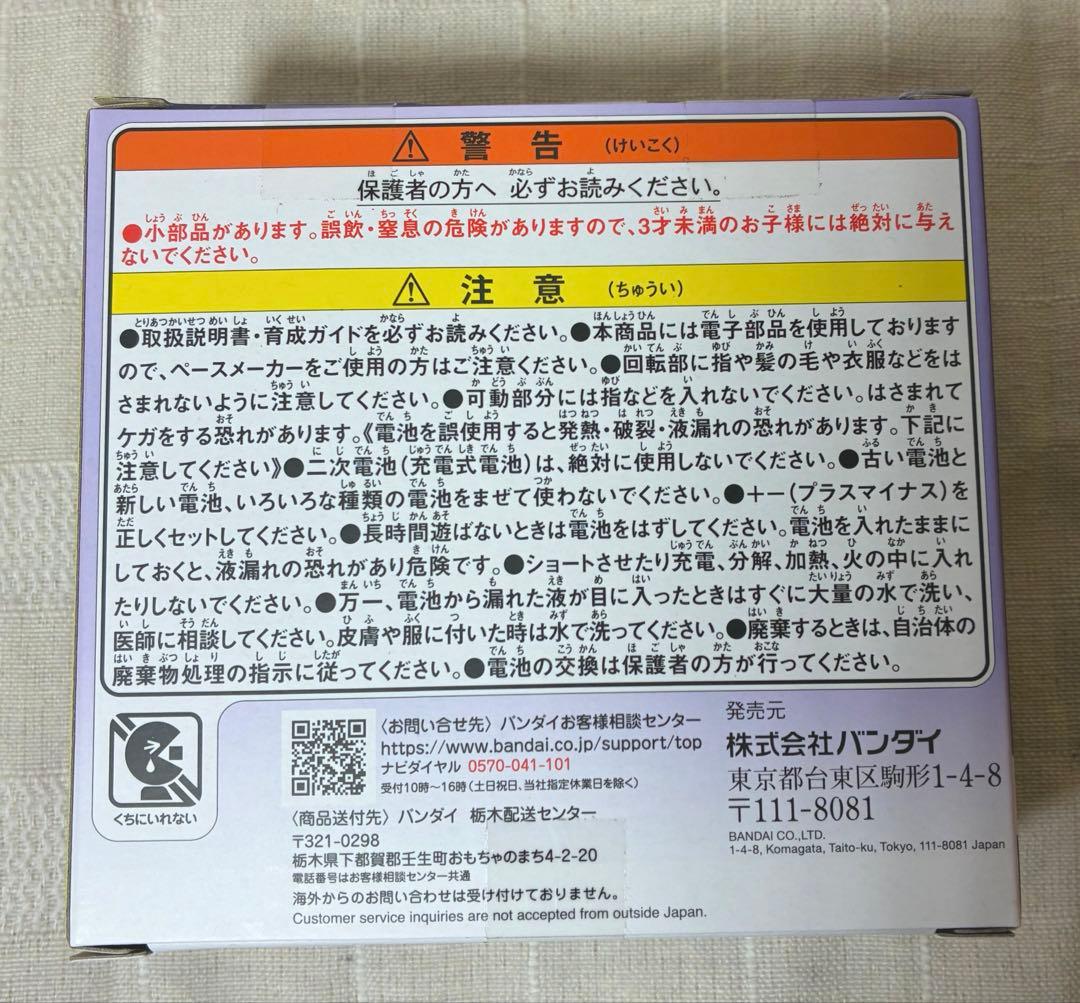 警告 (けいこく)
保護者の方へ 必ずお読みください。
●小部品があります。誤飲・窒息の危険がありますので、3才未満のお子様には絶対に与え
ないでください。
注意 (ちゅうい)
●取扱説明書・育成ガイドを必ずお読みください。●本商品には電子部品を使用しております
ので、ペースメーカーをご使用の方はご注意ください。●回転部に指や髪の毛や衣服などをは
さまれないように注意してください。●可動部分には指などを入れないでください。はさまれて
ケガをする恐れがあります。《電池を誤使用すると発熱・破裂・液漏れの恐れがあります。下記に
注意してください》●二次電池(充電式電池)は、絶対に使用しないでください。●古い電池と
新しい電池、いろいろな種類の電池をまぜて使わないでください。●+-(プラスマイナス)を
正しくセットしてください。●長時間遊ばないときは電池をはずしてください。電池を入れたままに
しておくと、液漏れの恐れがあり危険です。●ショートさせたり充電、分解、加熱、火の中に入れ
たりしないでください。●万一、電池から漏れた液が目に入ったときはすぐに大量の水で洗い、
医師に相談してください。皮膚や服に付いた時は水で洗ってください。●廃棄するときは、自治体の
廃棄物処理の指示に従ってください。●電池の交換は保護者の方が行ってください。
くちにいれない
〈お問い合せ先〉バンダイお客様相談センター
https://www.bandai.co.jp/support/top
ナビダイヤル 0570-041-101
受付10時~16時(土日祝日、当社指定休業日を除く)
〈商品送付先〉バンダイ 栃木配送センター
〒321-0298
栃木県下都賀郡壬生町おもちゃのまち4-2-20
電話番号はお客様相談センター共通
海外からのお問い合わせは受け付けておりません。
Customer service inquiries are not accepted from outside Japan.
発売元
株式会社バンダイ
東京都台東区駒形1-4-8
〒111-8081
BANDAI CO.,LTD.
1-4-8, Komagata, Taito-ku, Tokyo, 111-8081 Japan